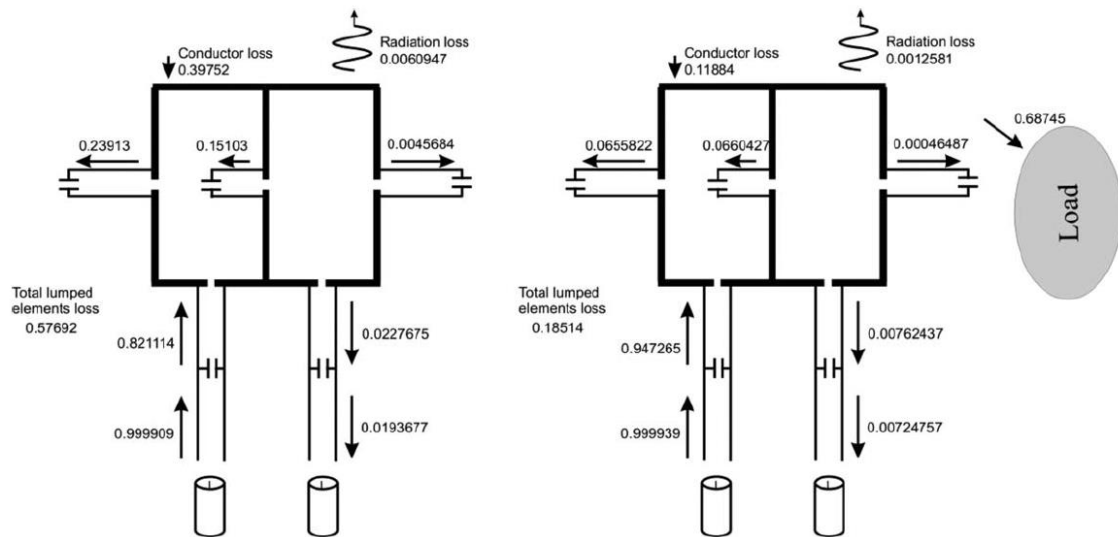 Conductor loss
0.39752
Radiation loss
0.0060947
0.23913
0.15103
0.0045684
Total lumped
elements loss
0.57692
0.821114
0.0227675
0.999909
0.0193677
Conductor loss
0.11884
Radiation loss
0.0012581
0.68745
0.0655822
0.0660427
0.00046487
Load
Total lumped
elements loss
0.18514
0.947265
0.00762437
0.999939
0.00724757